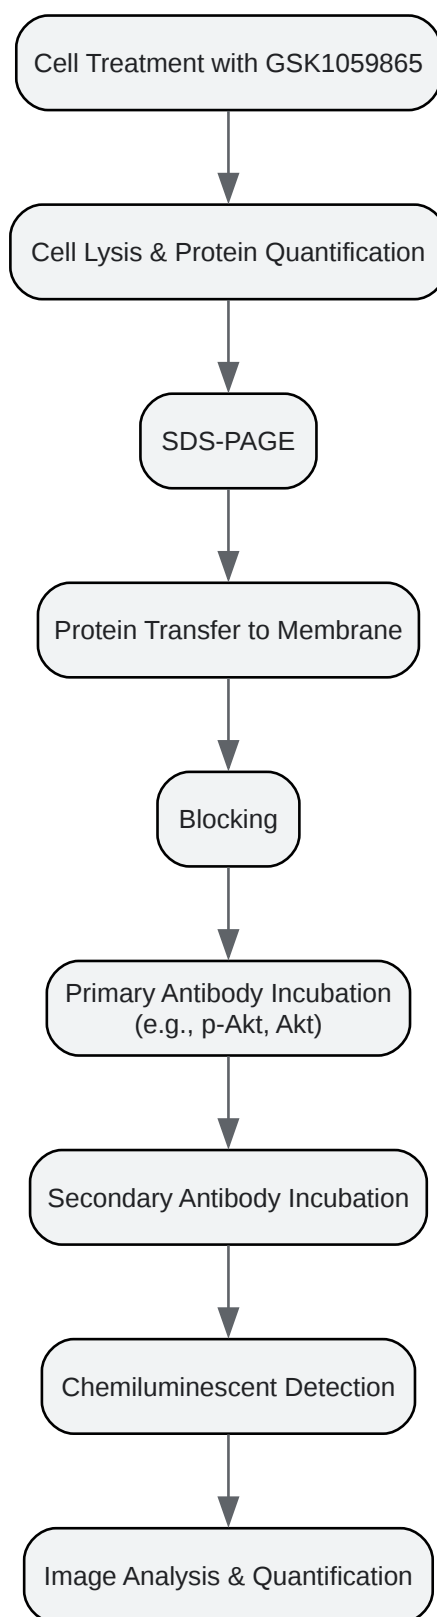 Cell Treatment with GSK1059865
Cell Lysis & Protein Quantification
SDS-PAGE
Protein Transfer to Membrane
Blocking
Primary Antibody Incubation
(e.g., p-Akt, Akt)
Secondary Antibody Incubation
Chemiluminescent Detection
Image Analysis & Quantification